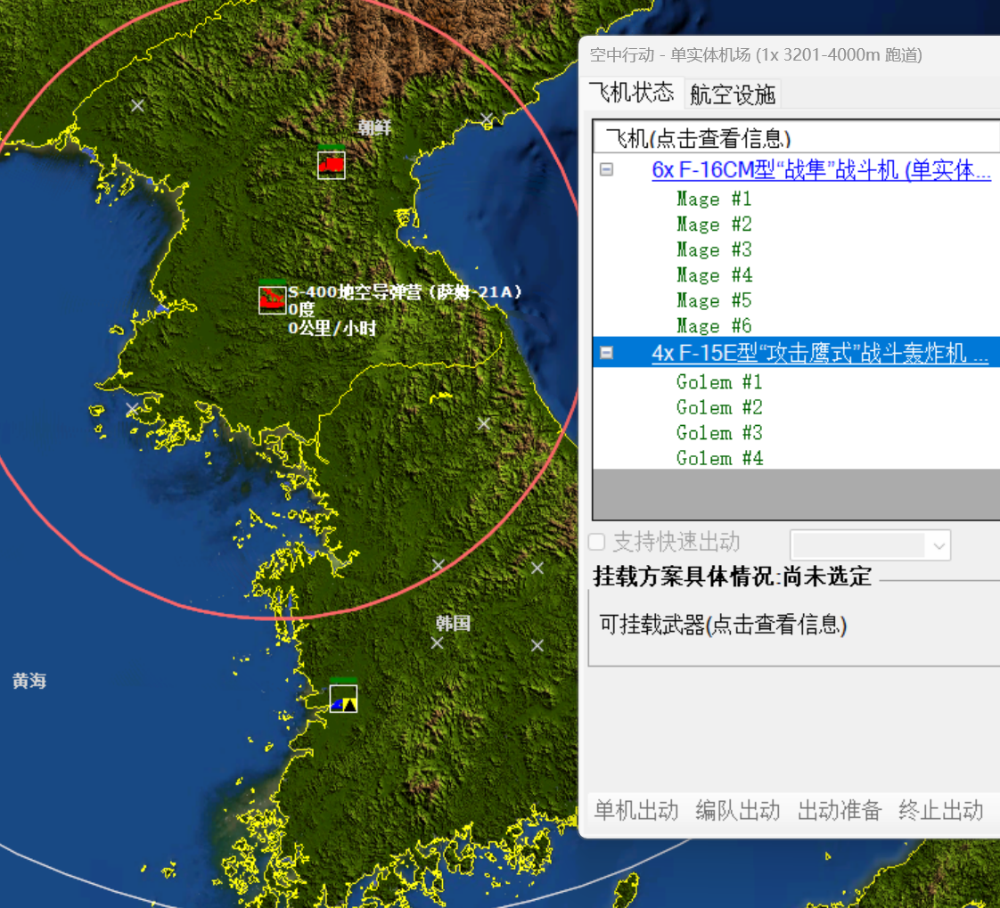 朝鲜
S-400地空导弹营（萨姆-21A）
0度
0公里/小时
韩国
黄海
空中行动 - 单实体机场 (1x 3201-4000m 跑道)
飞机状态 航空设施
飞机(点击查看信息)
6x F-16CM型“战隼”战斗机 (单实体...
Mage #1
Mage #2
Mage #3
Mage #4
Mage #5
Mage #6
4x F-15E型“攻击鹰式”战斗轰炸机 ...
Golem #1
Golem #2
Golem #3
Golem #4
支持快速出动
挂载方案具体情况:尚未选定
可挂载武器(点击查看信息)
单机出动 编队出动 出动准备 终止出动